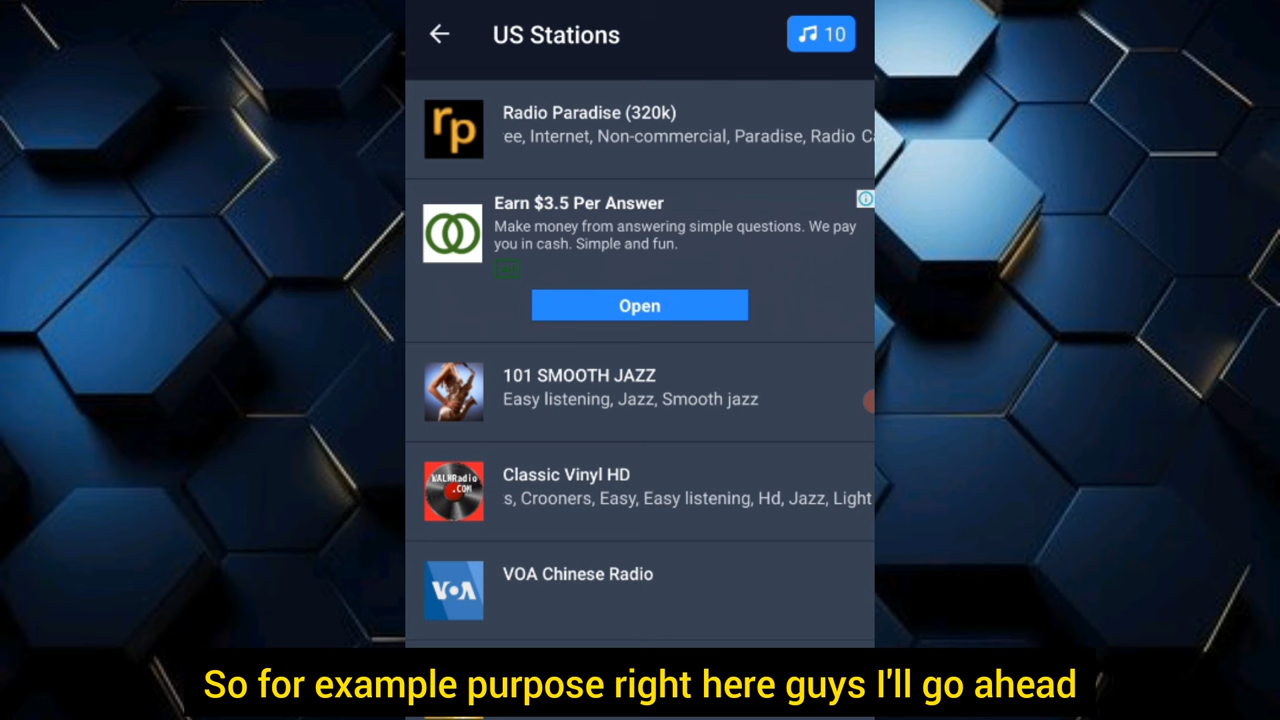 US Stations
10
rp
Radio Paradise (320k)
ee, Internet, Non-commercial, Paradise, Radio Ca
Earn $3.5 Per Answer
Make money from answering simple questions. We pay
you in cash. Simple and fun.
Open
101 SMOOTH JAZZ
Easy listening, Jazz, Smooth jazz
WALMRadio
.COM
Classic Vinyl HD
s, Crooners, Easy, Easy listening, Hd, Jazz, Light
VOA
VOA Chinese Radio
So for example purpose right here guys I'll go ahead